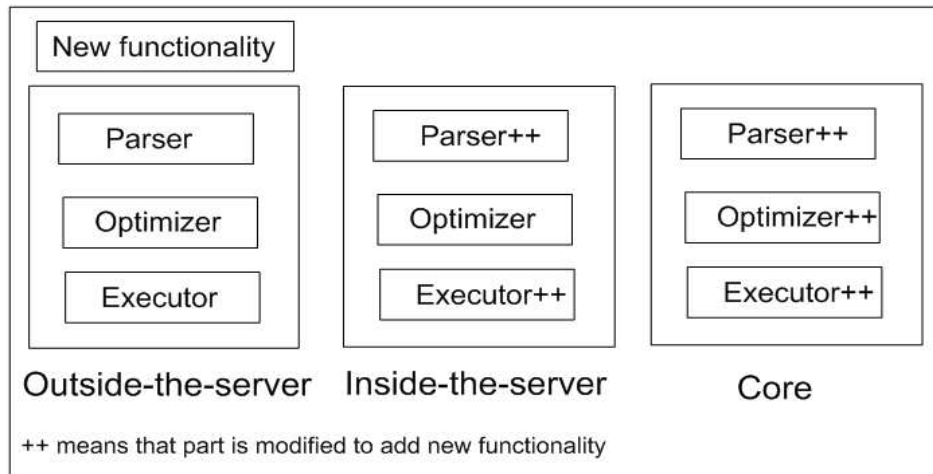 New functionality
Parser
Optimizer
Executor
Outside-the-server
Parser++
Optimizer
Executor++
Inside-the-server
Parser++
Optimizer++
Executor++
Core
++ means that part is modified to add new functionality